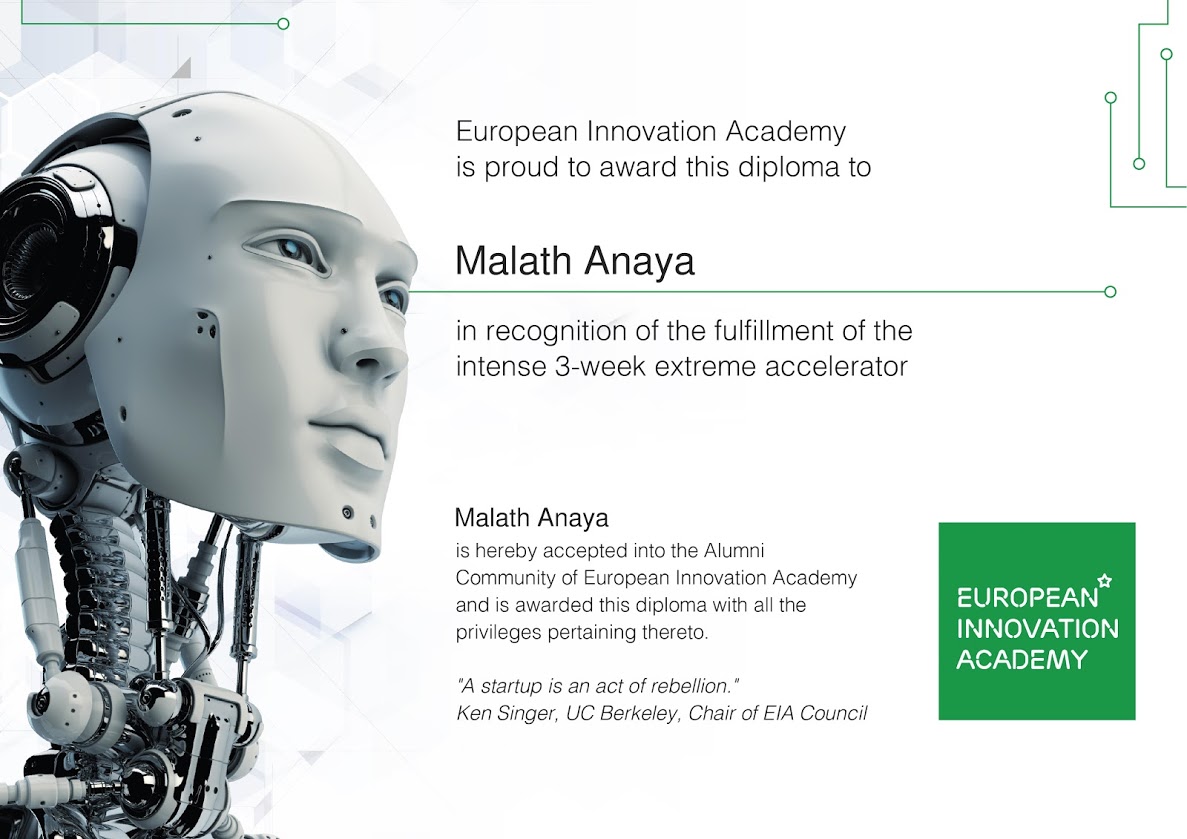 European Innovation Academy
is proud to award this diploma to
Malath Anaya
in recognition of the fulfillment of the
intense 3-week extreme accelerator
Malath Anaya
is hereby accepted into the Alumni
Community of European Innovation Academy
and is awarded this diploma with all the
privileges pertaining thereto.
"A startup is an act of rebellion."
Ken Singer, UC Berkeley, Chair of EIA Council
EUROPEAN
INNOVATION
ACADEMY